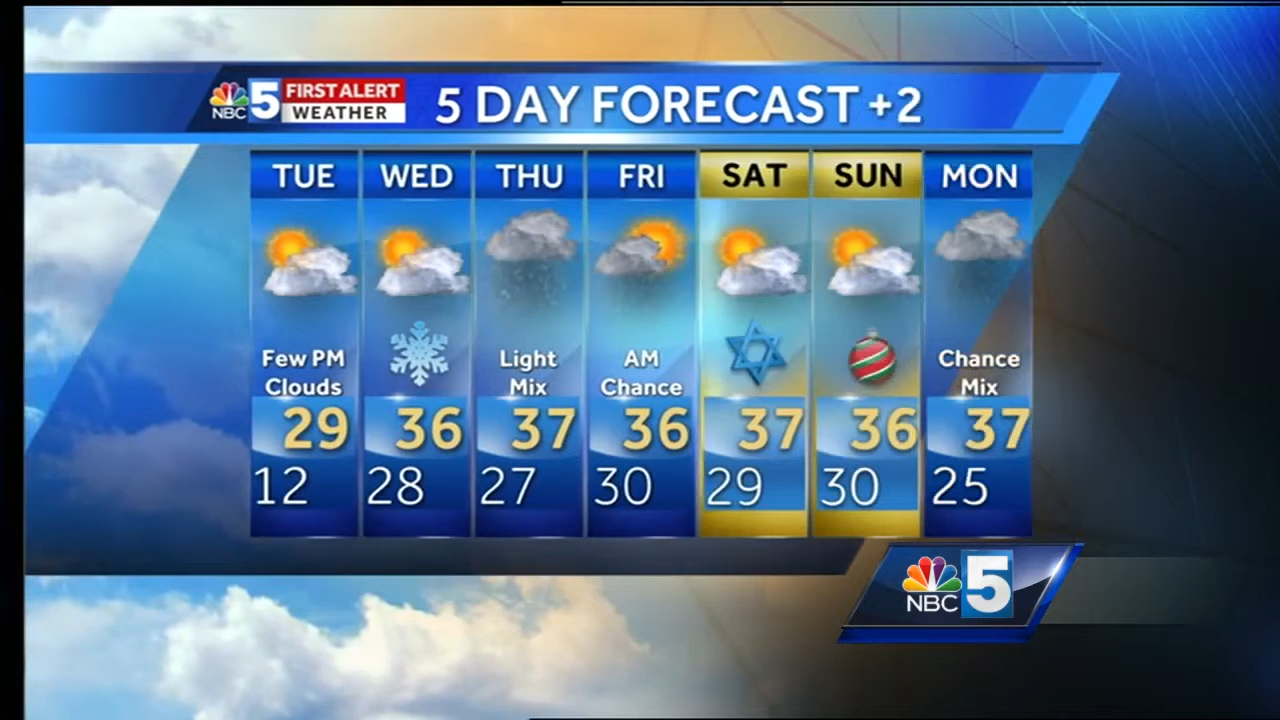 NBC 5 FIRST ALERT WEATHER
5 DAY FORECAST +2
TUE WED THU FRI SAT SUN MON
Few PM Clouds
Light Mix
AM Chance
Chance Mix
29 36 37 36 37 36 37
12 28 27 30 29 30 25
NBC 5